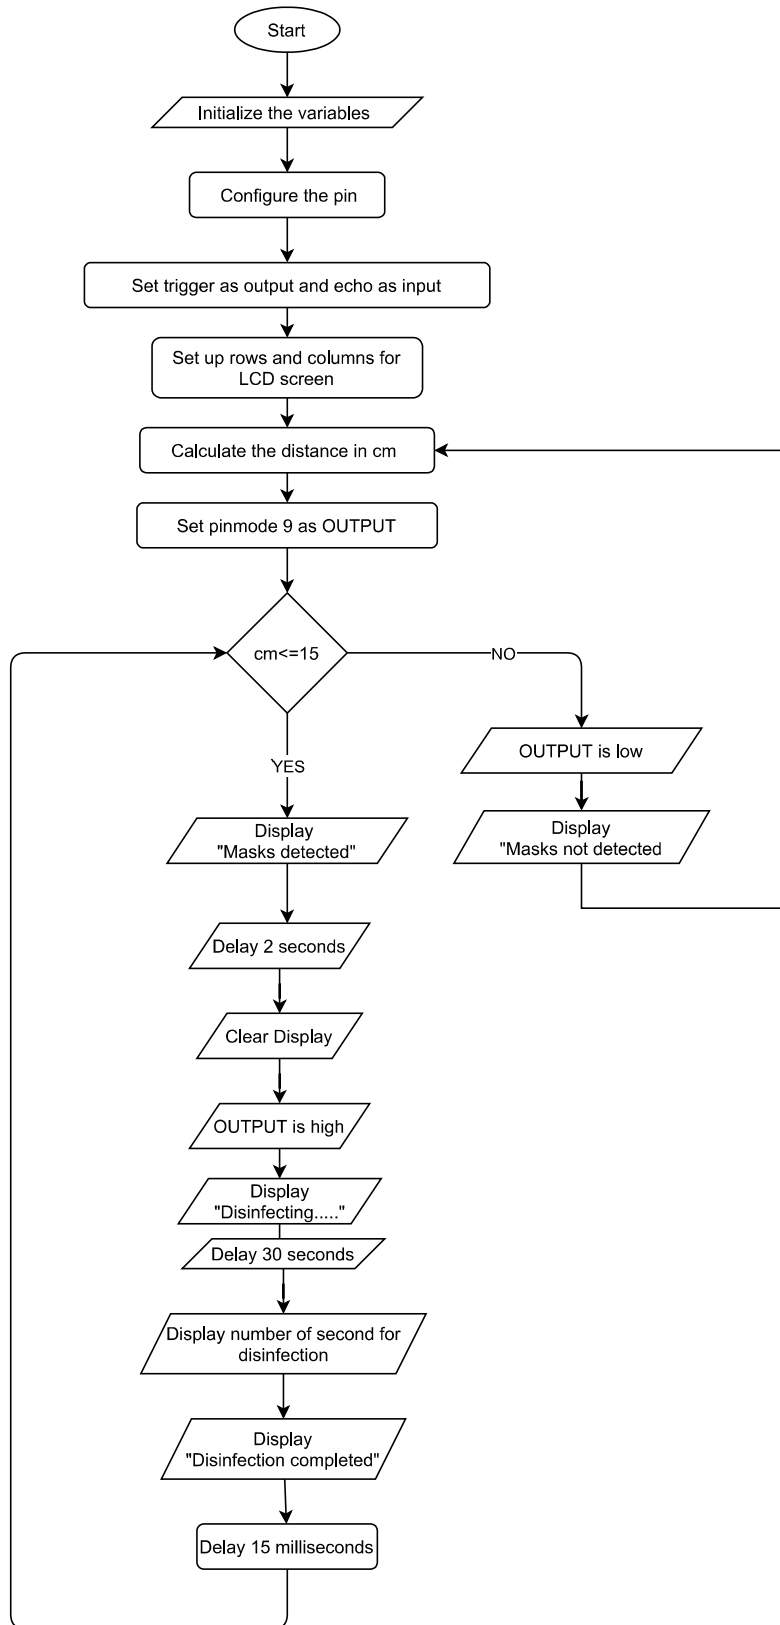 Start
Initialize the variables
Configure the pin
Set trigger as output and echo as input
Set up rows and columns for
LCD screen
Calculate the distance in cm
Set pinmode 9 as OUTPUT
cm<=15
NO
OUTPUT is low
YES
Display
"Masks detected"
Display
"Masks not detected
Delay 2 seconds
Clear Display
OUTPUT is high
Display
"Disinfecting....."
Delay 30 seconds
Display number of second for
disinfection
Display
"Disinfection completed"
Delay 15 milliseconds